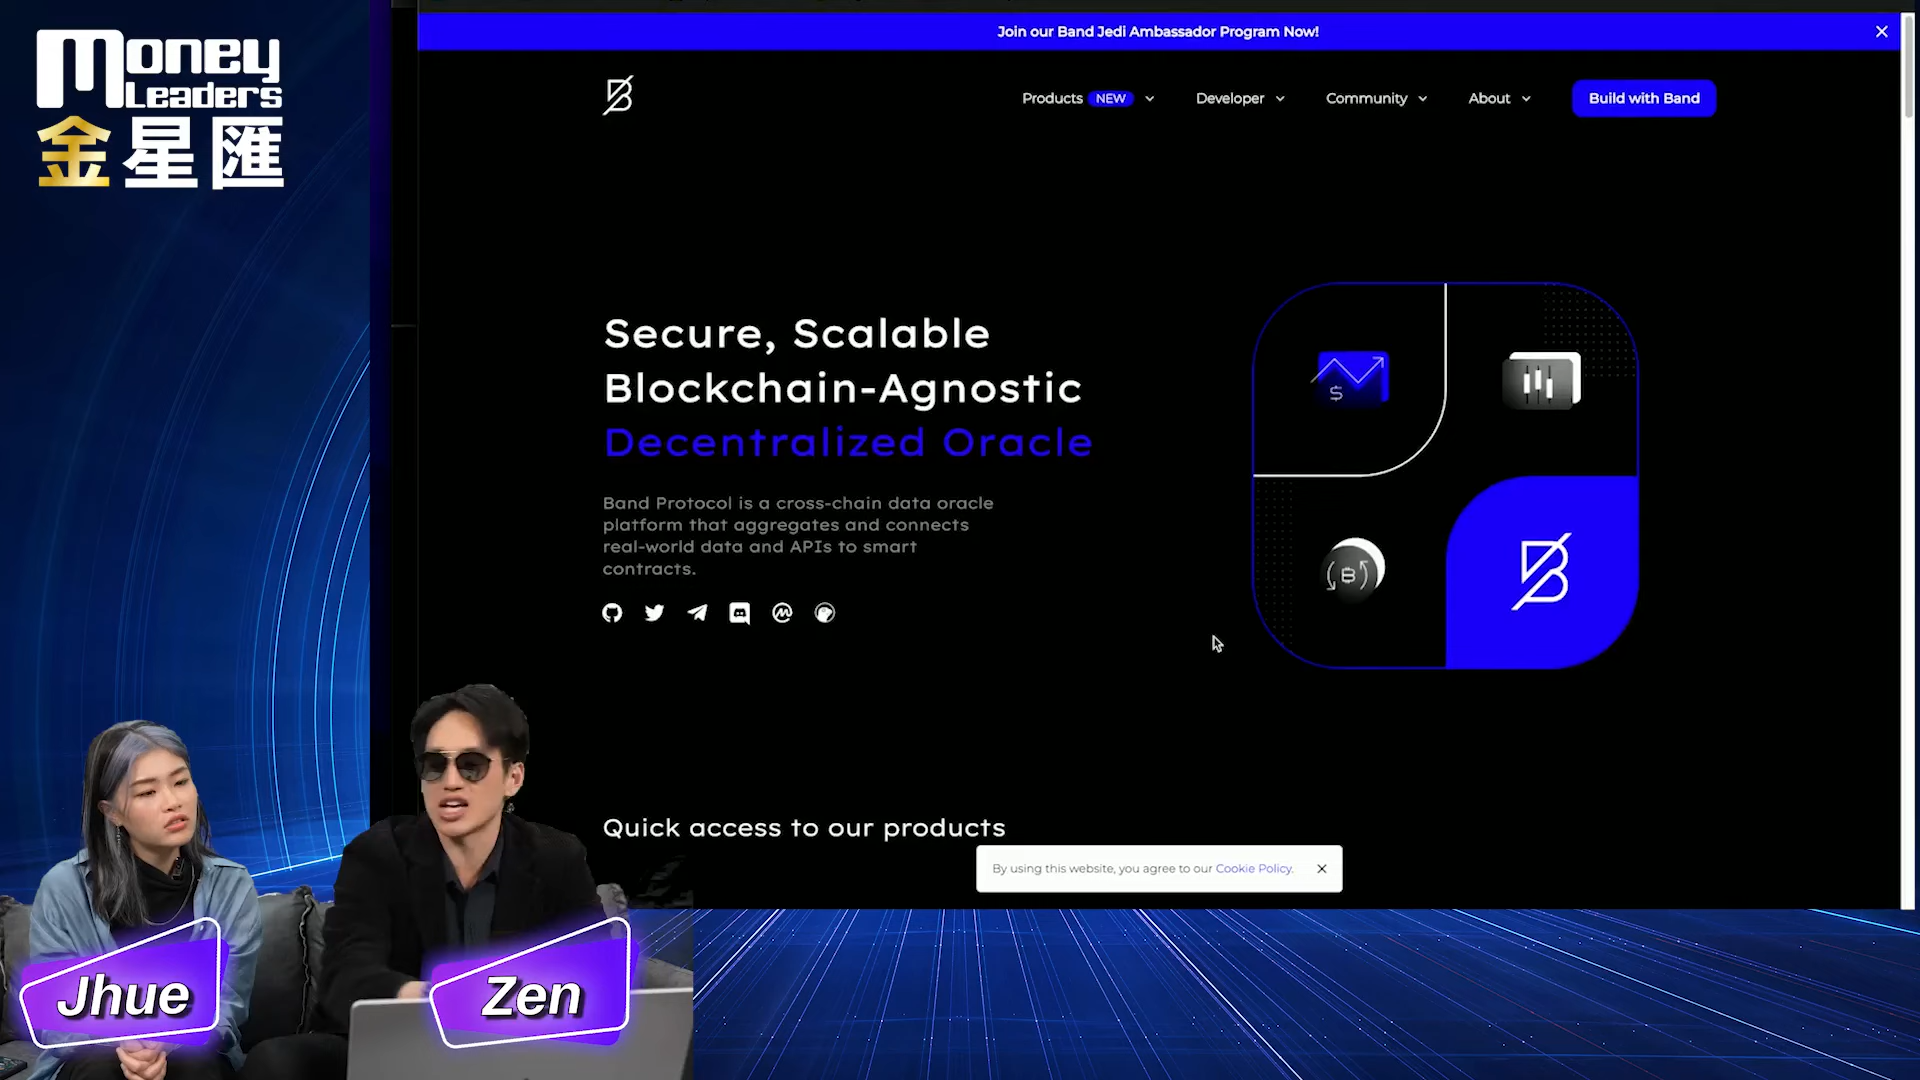 Money
Leaders
金星匯
Join our Band Jedi Ambassador Program Now!
Products NEW
Developer
Community
About
Build with Band
Secure, Scalable
Blockchain-Agnostic
Decentralized Oracle
Band Protocol is a cross-chain data oracle
platform that aggregates and connects
real-world data and APIs to smart
contracts.
Quick access to our products
By using this website, you agree to our Cookie Policy.
Jhue
Zen